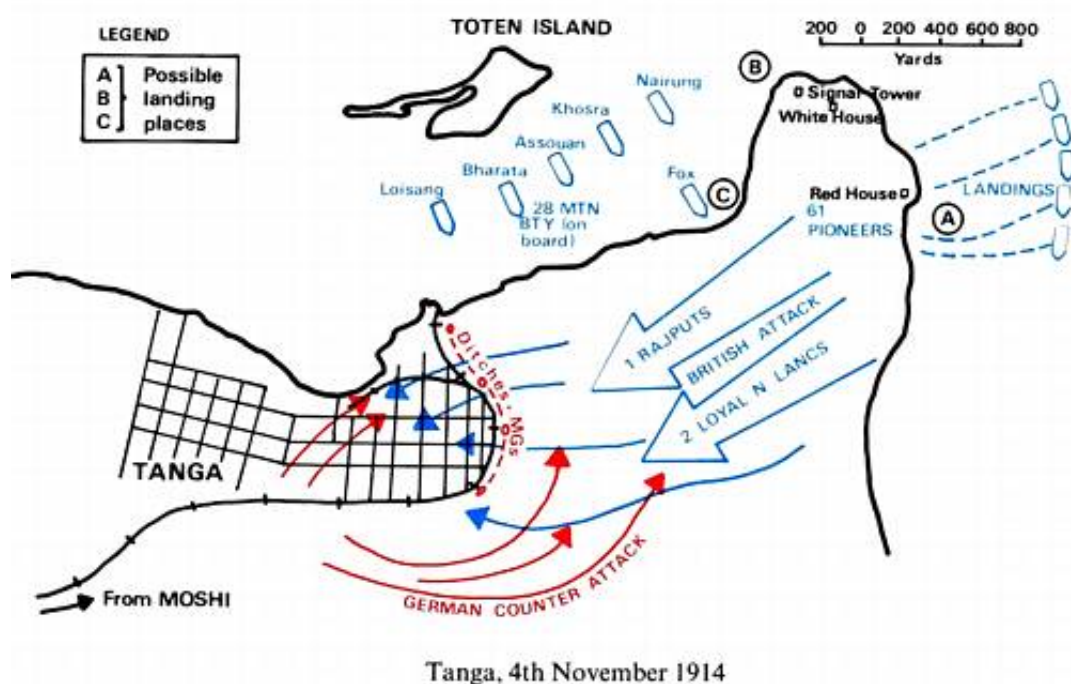 LEGEND
A Possible
B landing
C places
TOTEN ISLAND
200 0 200 400 600 800
Yards
B
Signal Tower
White House
Nairung
Khosra
Assouan
Bharata
Loisang
28 MTN
BTY (on
board)
Fox
C
Red House
61
PIONEERS
LANDINGS
A
1 RAJPUTS
BRITISH ATTACK
2 LOYAL N LANCS
Ditches, MGs
TANGA
GERMAN COUNTER ATTACK
From MOSHI
Tanga, 4th November 1914